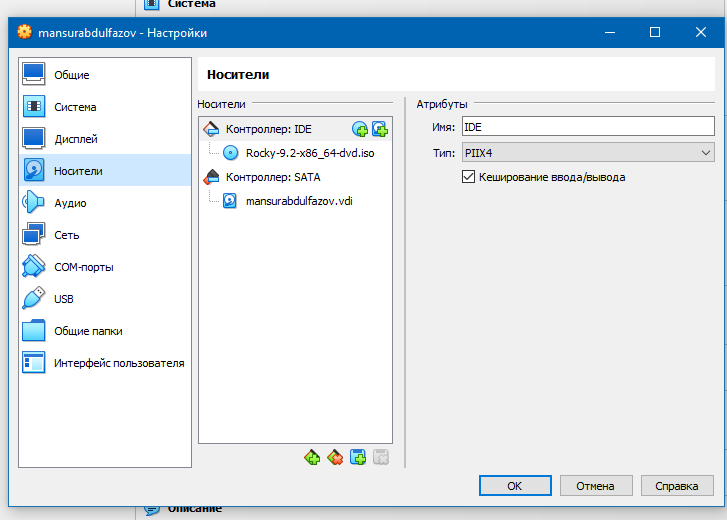 Система
mansurabdulfazov - Настройки
Общие
Система
Дисплей
Носители
Аудио
Сеть
COM-порты
USB
Общие папки
Интерфейс пользователя
Носители
Носители
Контроллер: IDE
Rocky-9.2-x86_64-dvd.iso
Контроллер: SATA
mansurabdulfazov.vdi
Атрибуты
Имя: IDE
Тип: PIIX4
Кеширование ввода/вывода
OK Отмена Справка
Описание